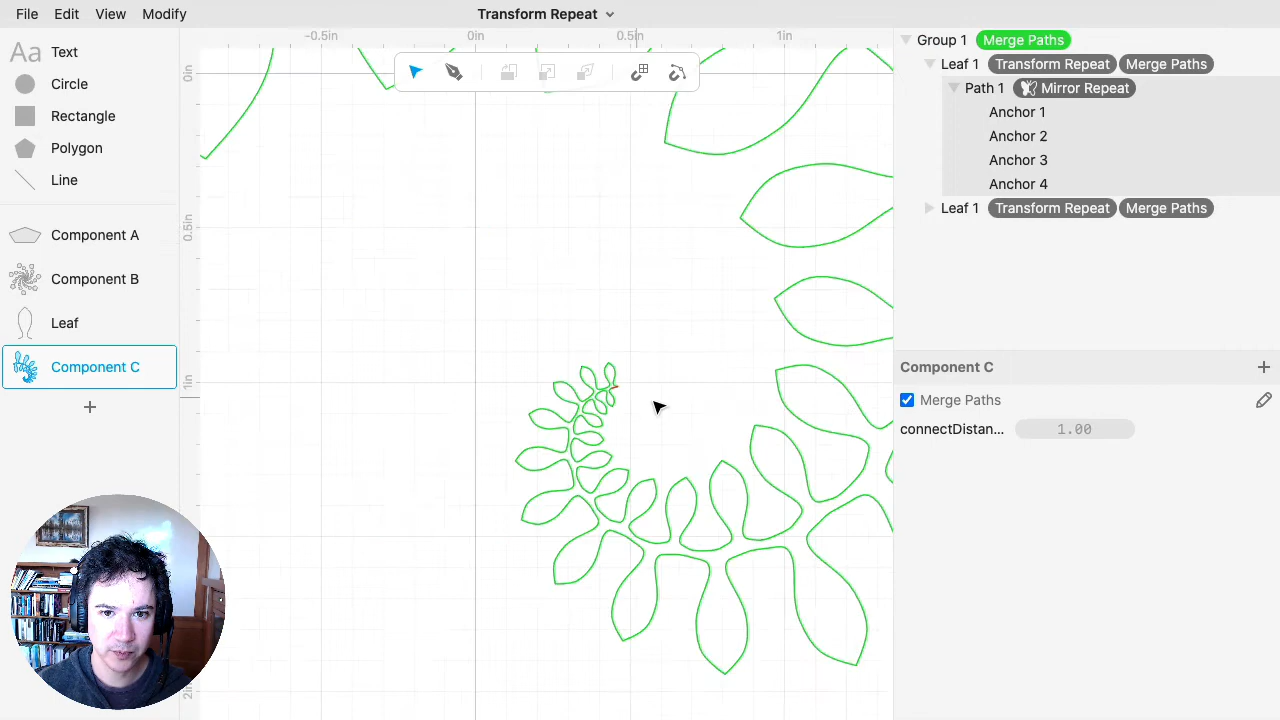 File Edit View Modify
Transform Repeat
Text
Circle
Rectangle
Polygon
Line
Component A
Component B
Leaf
Component C
-0.5in 0in 0.5in 1in
0in
0.5in
1in
Group 1 Merge Paths
Leaf 1 Transform Repeat Merge Paths
Path 1 Mirror Repeat
Anchor 1
Anchor 2
Anchor 3
Anchor 4
Leaf 1 Transform Repeat Merge Paths
Component C
Merge Paths
connectDistan... 1.00